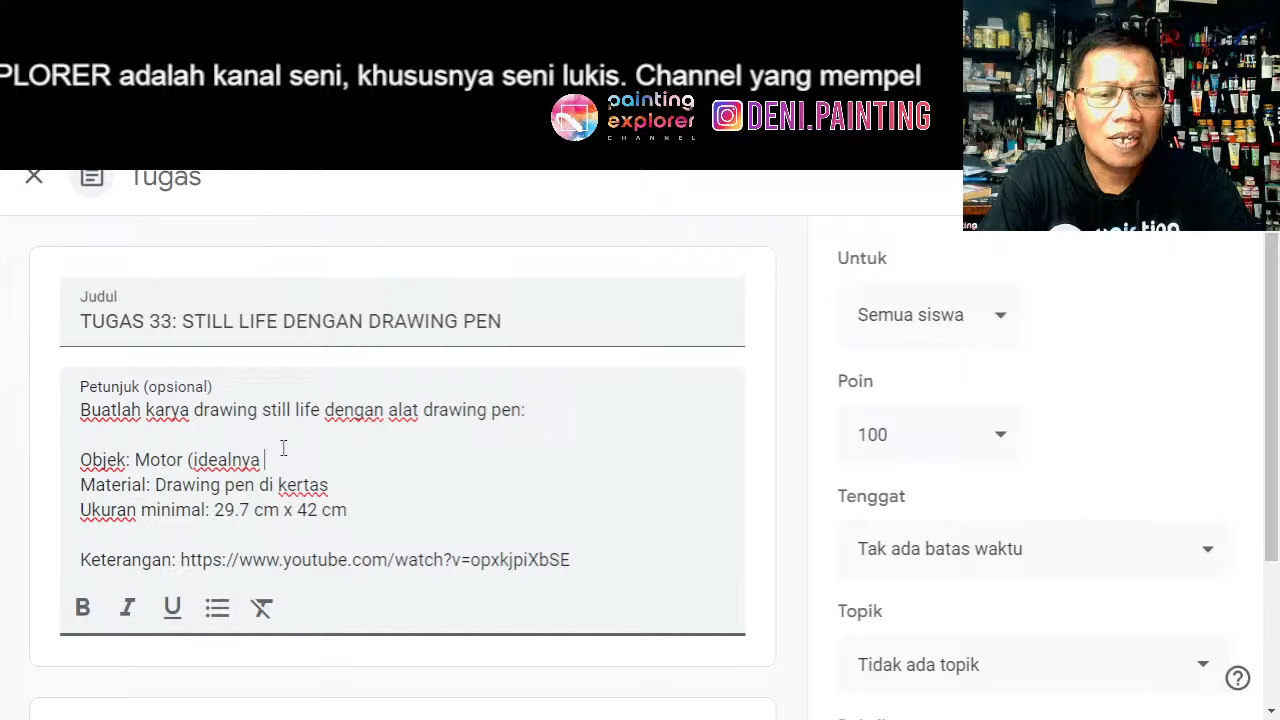 PLORER adalah kanal seni, khususnya seni lukis. Channel yang mempel
painting
explorer
CHANNEL
DENI.PAINTING
Tugas
Judul
TUGAS 33: STILL LIFE DENGAN DRAWING PEN
Petunjuk (opsional)
Buatlah karya drawing still life dengan alat drawing pen:
Objek: Motor (idealnya
Material: Drawing pen di kertas
Ukuran minimal: 29.7 cm x 42 cm
Keterangan: https://www.youtube.com/watch?v=opxkjpiXbSE
B I U
Untuk
Semua siswa
Poin
100
Tenggat
Tak ada batas waktu
Topik
Tidak ada topik